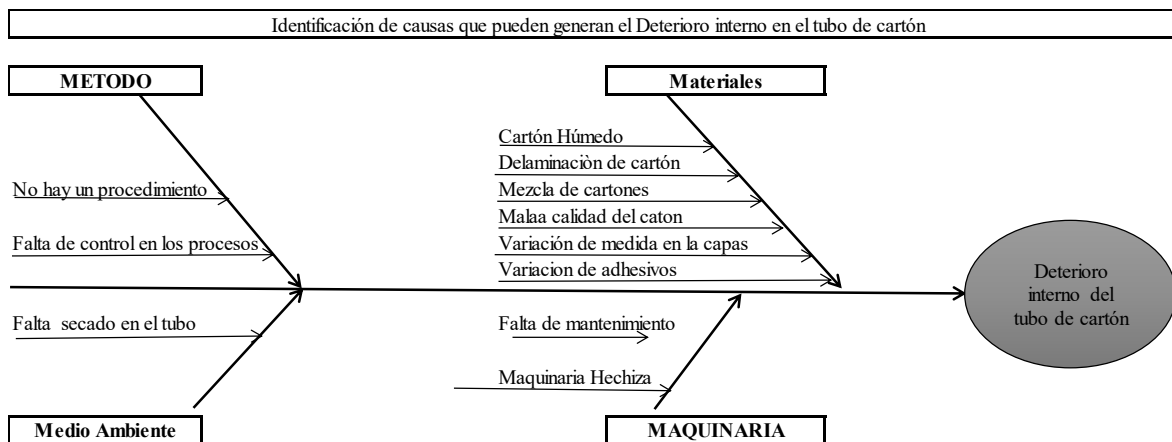 Identificación de causas que pueden generan el Deterioro interno en el tubo de cartón
METODO
Materiales
Cartón Húmedo
Delaminaciòn de cartón
No hay un procedimiento
Mezcla de cartones
Malaa calidad del caton
Falta de control en los procesos
Variación de medida en la capas
Variacion de adhesivos
Deterioro
interno del
tubo de cartón
Falta secado en el tubo
Falta de mantenimiento
Maquinaria Hechiza
Medio Ambiente
MAQUINARIA